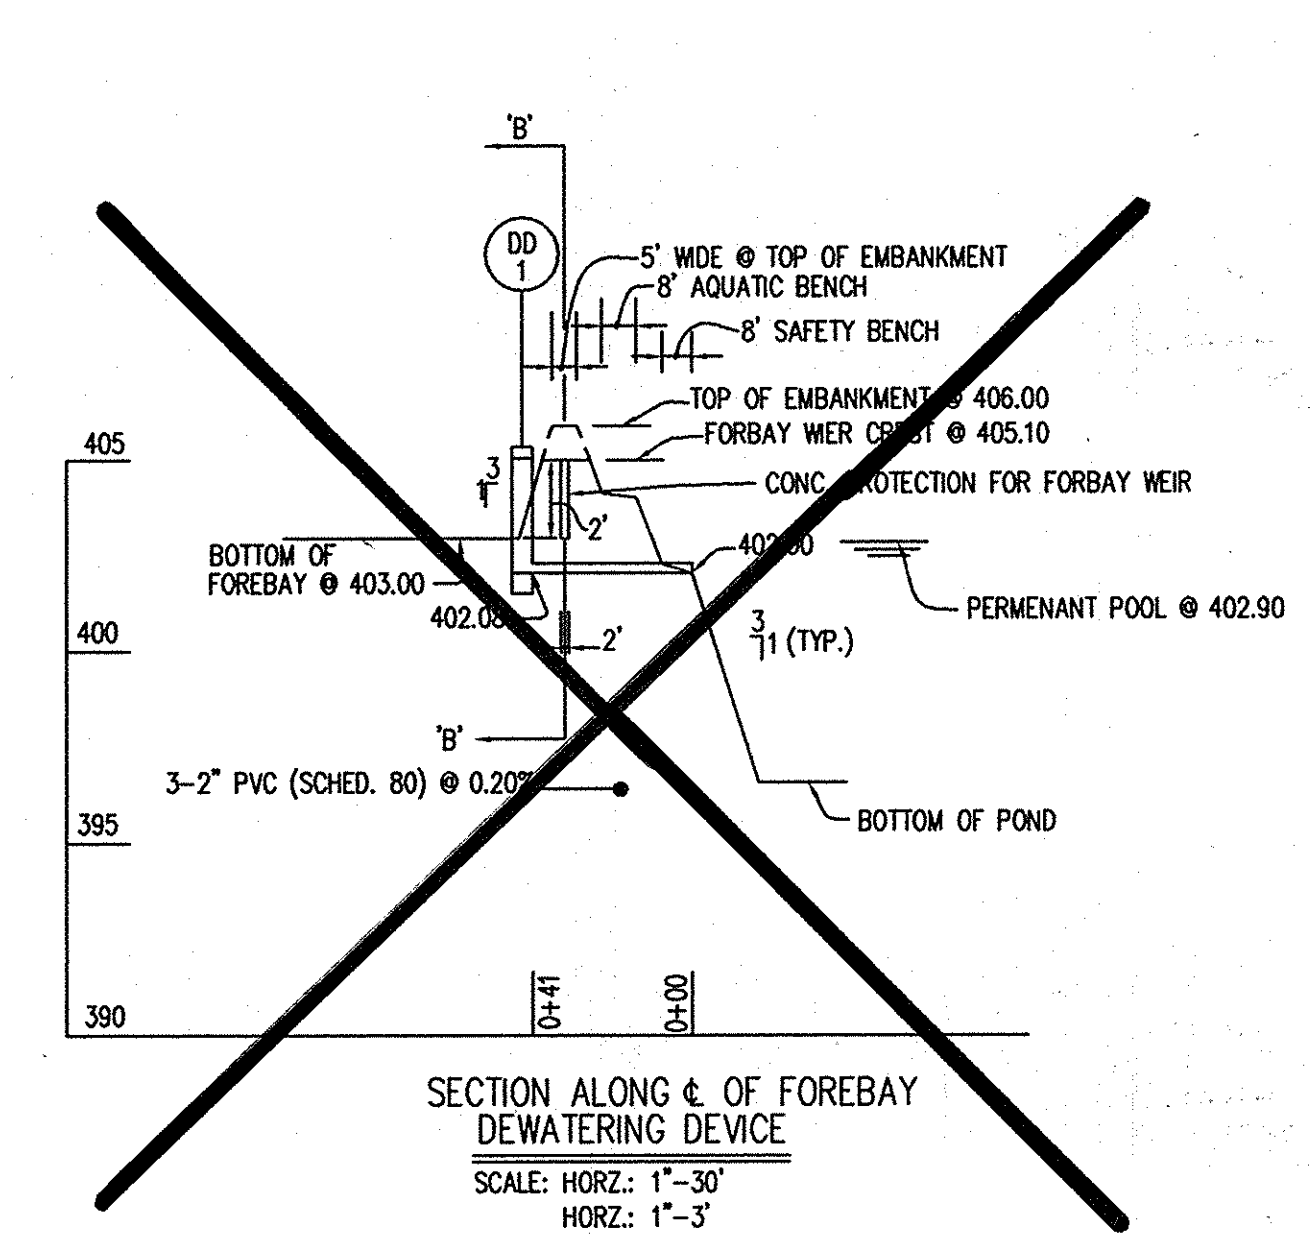 'B'
DD
1
5' WIDE @ TOP OF EMBANKMENT
8' AQUATIC BENCH
8' SAFETY BENCH
TOP OF EMBANKMENT @ 406.00
FORBAY WIER CREST @ 405.10
405
3
1
CONC. PROTECTION FOR FORBAY WEIR
2'
BOTTOM OF
FOREBAY @ 403.00
402.00
PERMENANT POOL @ 402.90
402.08
400
2'
3
1 (TYP.)
'B'
3-2" PVC (SCHED. 80) @ 0.20%
395
BOTTOM OF POND
0+41
0+00
390
SECTION ALONG ℄ OF FOREBAY
DEWATERING DEVICE
SCALE: HORZ.: 1"-30'
HORZ.: 1"-3'